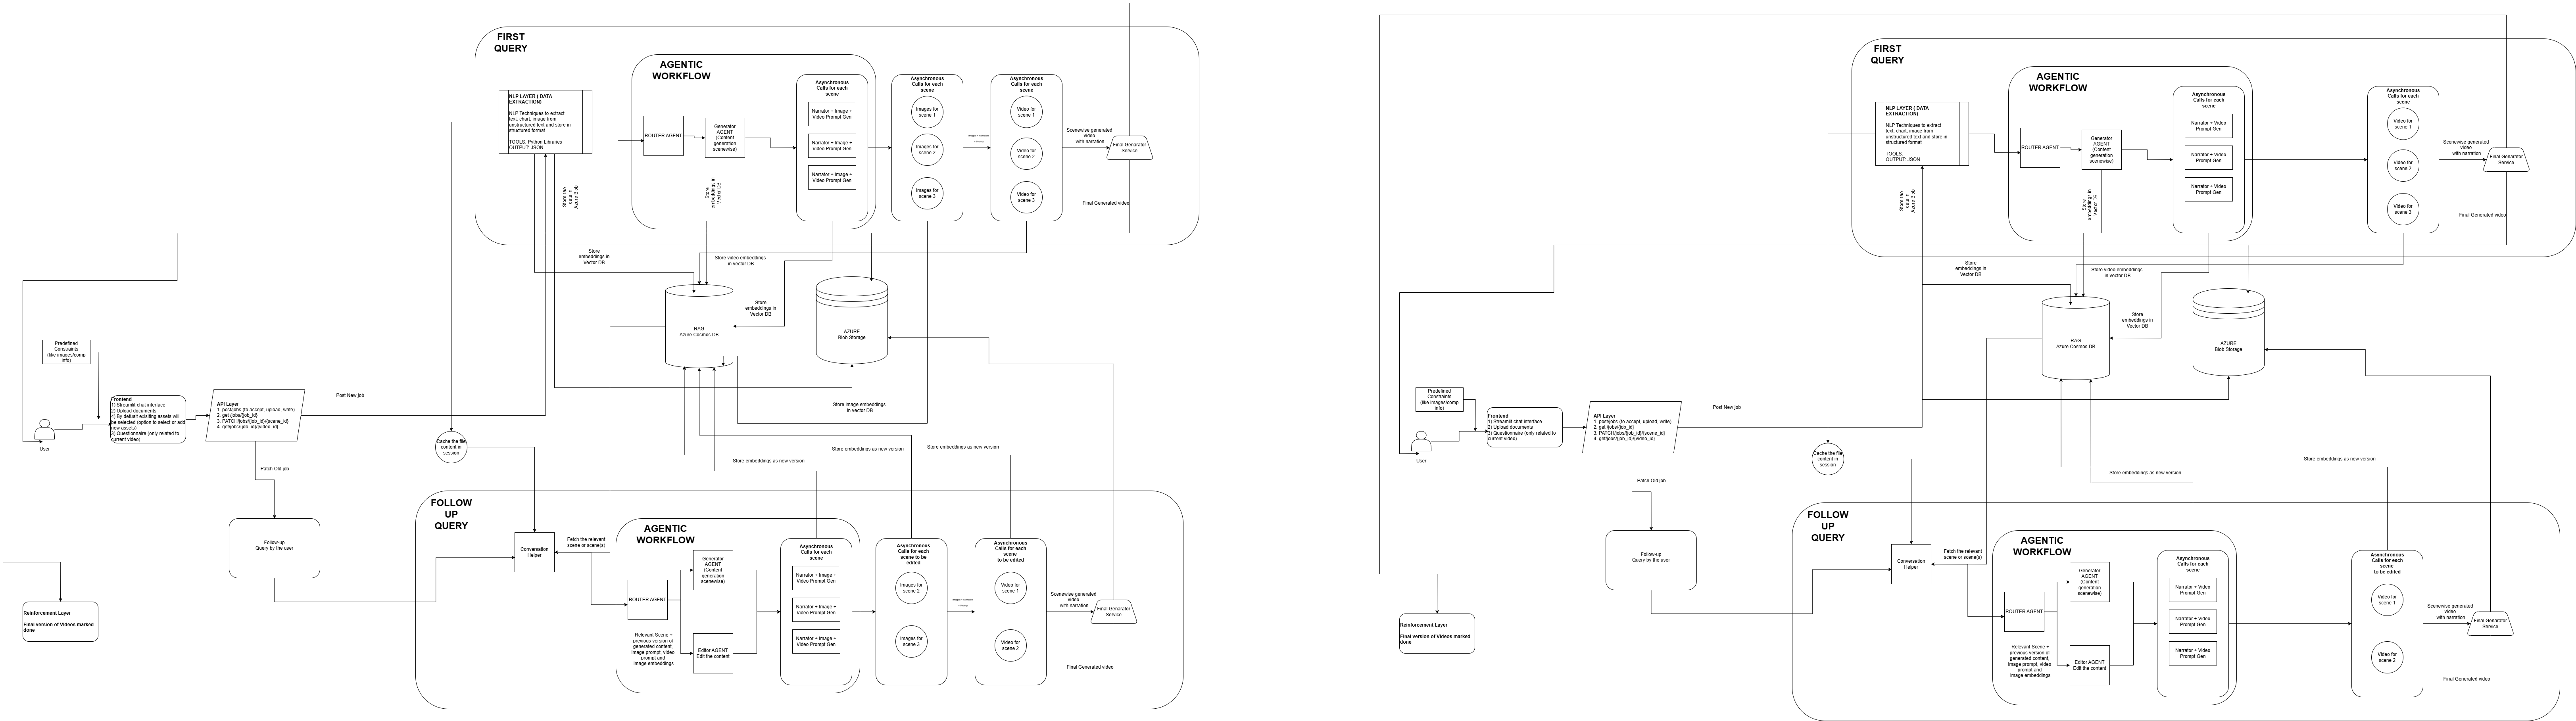 FIRST
QUERY
AGENTIC
WORKFLOW
NLP LAYER ( DATA
EXTRACTION)
NLP Techniques to extract
text, chart, image from
unstructured text and store in
structured format
TOOLS: Python Libraries
OUTPUT: JSON
ROUTER AGENT
Generator
AGENT
(Content
generation
scenewise)
Asynchronous
Calls for each
scene
Narrator + Image +
Video Prompt Gen
Narrator + Image +
Video Prompt Gen
Narrator + Image +
Video Prompt Gen
Asynchronous
Calls for each
scene
Images for
scene 1
Images for
scene 2
Images for
scene 3
Asynchronous
Calls for each
scene
Video for
scene 1
Video for
scene 2
Video for
scene 3
Scenewise generated
video
with narration
Final Generator
Service
Final Generated video
Store raw
data in
Azure Blob
Store
embeddings in
Vector DB
Store
embeddings in
Vector DB
Store video embeddings
in vector DB
Store
embeddings in
Vector DB
RAG
Azure Cosmos DB
AZURE
Blob Storage
Predefined
Constraints
(like images/comp
info)
User
Frontend
1) Streamlit chat interface
2) Upload documents
4) By defualt existing assets will
be selected (option to select or add
new assets)
3) Questionnaire (only related to
current video)
API Layer
1. post/jobs (to accept, upload, write)
2. get /jobs/{job_id}
3. PATCH/jobs/{job_id}/{scene_id}
4. get/jobs/{job_id}/{video_id}
Post New job
Patch Old job
Cache the file
content in
session
Store image embeddings
in vector DB
Store embeddings as new version
Store embeddings as new version
Store embeddings as new version
Follow-up
Query by the user
Reinforcement Layer
Final version of Videos marked
done
FOLLOW
UP
QUERY
Conversation
Helper
Fetch the relevant
scene or scene(s)
AGENTIC
WORKFLOW
ROUTER AGENT
Generator
AGENT
(Content
generation
scenewise)
Editor AGENT
Edit the content
Relevant Scene +
previous version of
generated content,
image prompt, video
prompt and
image embeddings
Asynchronous
Calls for each
scene
Narrator + Image +
Video Prompt Gen
Narrator + Image +
Video Prompt Gen
Narrator + Image +
Video Prompt Gen
Asynchronous
Calls for each
scene to be
edited
Images for
scene 2
Images for
scene 3
Asynchronous
Calls for each
scene
to be edited
Video for
scene 1
Video for
scene 2
Scenewise generated
video
with narration
Final Generator
Service
Final Generated video
FIRST
QUERY
AGENTIC
WORKFLOW
NLP LAYER ( DATA
EXTRACTION)
NLP Techniques to extract
text, chart, image from
unstructured text and store in
structured format
TOOLS:
OUTPUT: JSON
ROUTER AGENT
Generator
AGENT
(Content
generation
scenewise)
Asynchronous
Calls for each
scene
Narrator + Video
Prompt Gen
Narrator + Video
Prompt Gen
Narrator + Video
Prompt Gen
Asynchronous
Calls for each
scene
Video for
scene 1
Video for
scene 2
Video for
scene 3
Scenewise generated
video
with narration
Final Generator
Service
Final Generated video
Store raw
data in
Azure Blob
Store
embeddings in
Vector DB
Store
embeddings in
Vector DB
Store video embeddings
in vector DB
Store
embeddings in
Vector DB
RAG
Azure Cosmos DB
AZURE
Blob Storage
Predefined
Constraints
(like images/comp
info)
User
Frontend
1) Streamlit chat interface
2) Upload documents
3) Questionnaire (only related to
current video)
API Layer
1. post/jobs (to accept, upload, write)
2. get /jobs/{job_id}
3. PATCH/jobs/{job_id}/{scene_id}
4. get/jobs/{job_id}/{video_id}
Post New job
Patch Old job
Cache the file
content in
session
Store embeddings as new version
Store embeddings as new version
Follow-up
Query by the user
Reinforcement Layer
Final version of Videos marked
done
FOLLOW
UP
QUERY
Conversation
Helper
Fetch the relevant
scene or scene(s)
AGENTIC
WORKFLOW
ROUTER AGENT
Generator
AGENT
(Content
generation
scenewise)
Editor AGENT
Edit the content
Relevant Scene +
previous version of
generated content,
image prompt, video
prompt and
image embeddings
Asynchronous
Calls for each
scene
Narrator + Video
Prompt Gen
Narrator + Video
Prompt Gen
Narrator + Video
Prompt Gen
Asynchronous
Calls for each
scene
to be edited
Video for
scene 1
Video for
scene 2
Scenewise generated
video
with narration
Final Generator
Service
Final Generated video